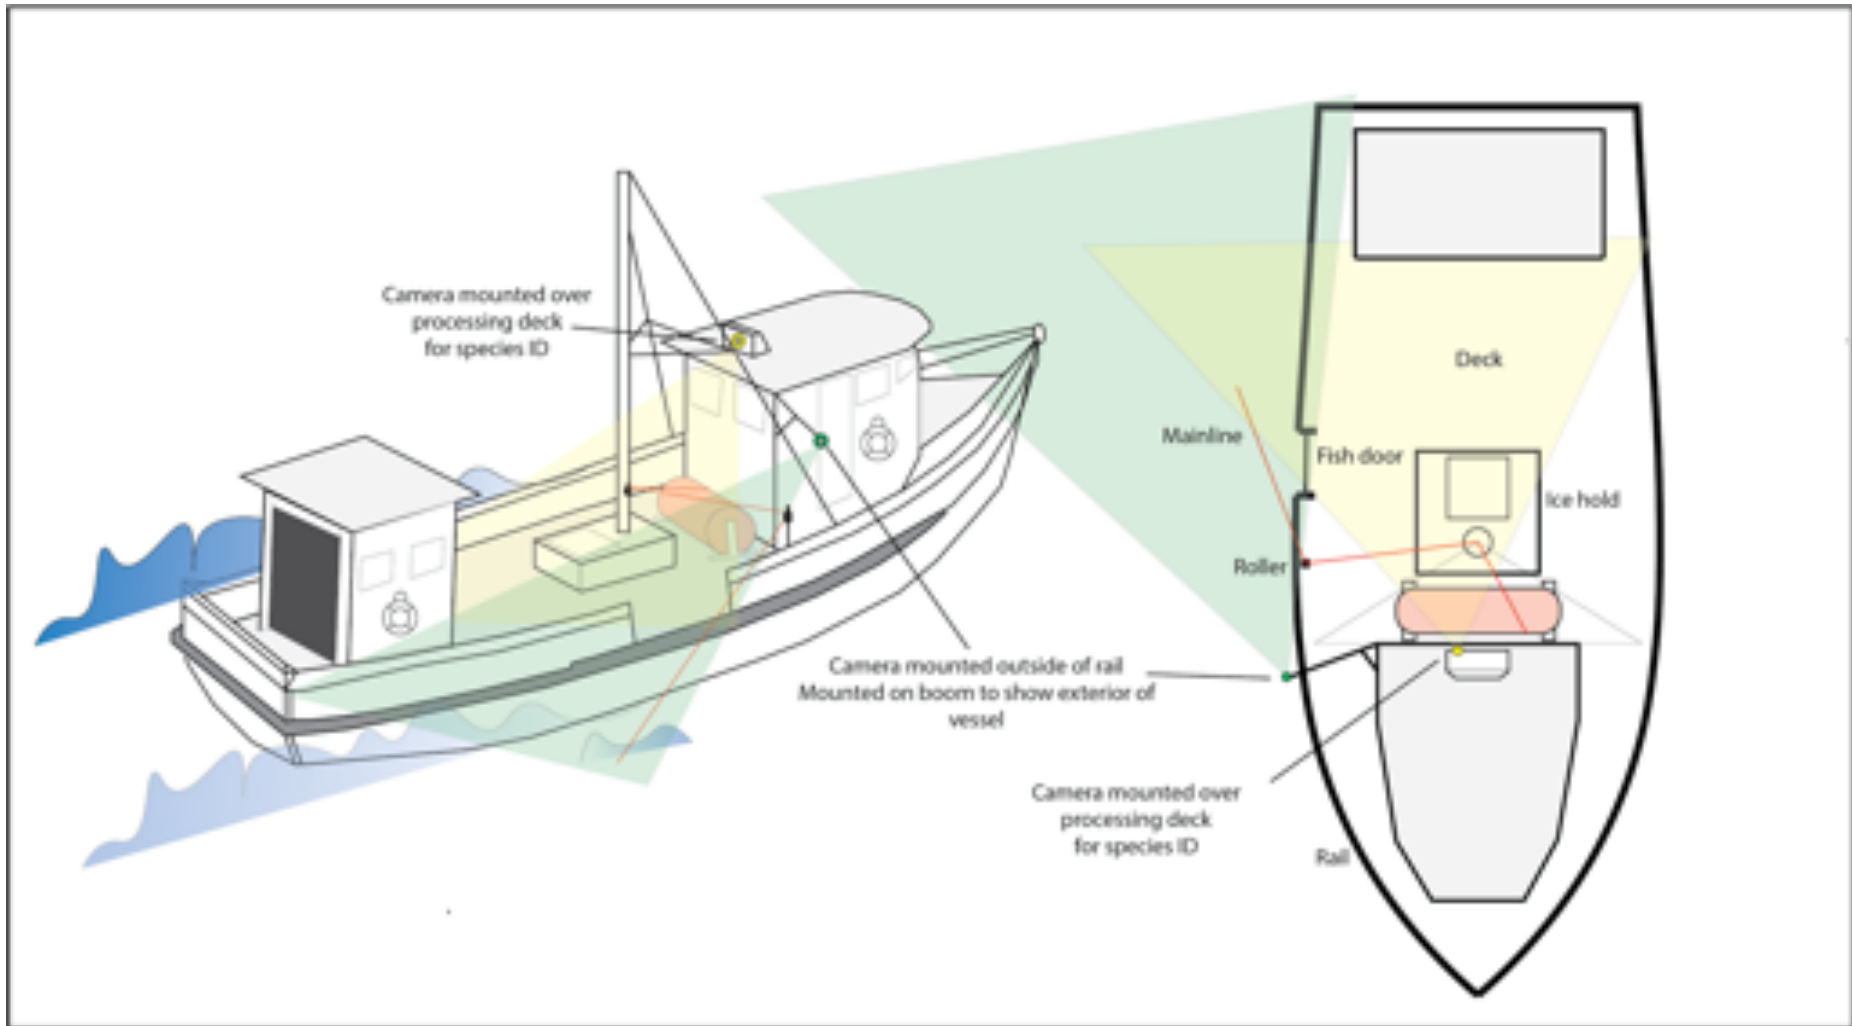 Camera mounted over
processing deck
for species ID
Deck
Mainline
Fish door
Ice hold
Roller
Camera mounted outside of rail
Mounted on boom to show exterior of
vessel
Camera mounted over
processing deck
for species ID
Rail